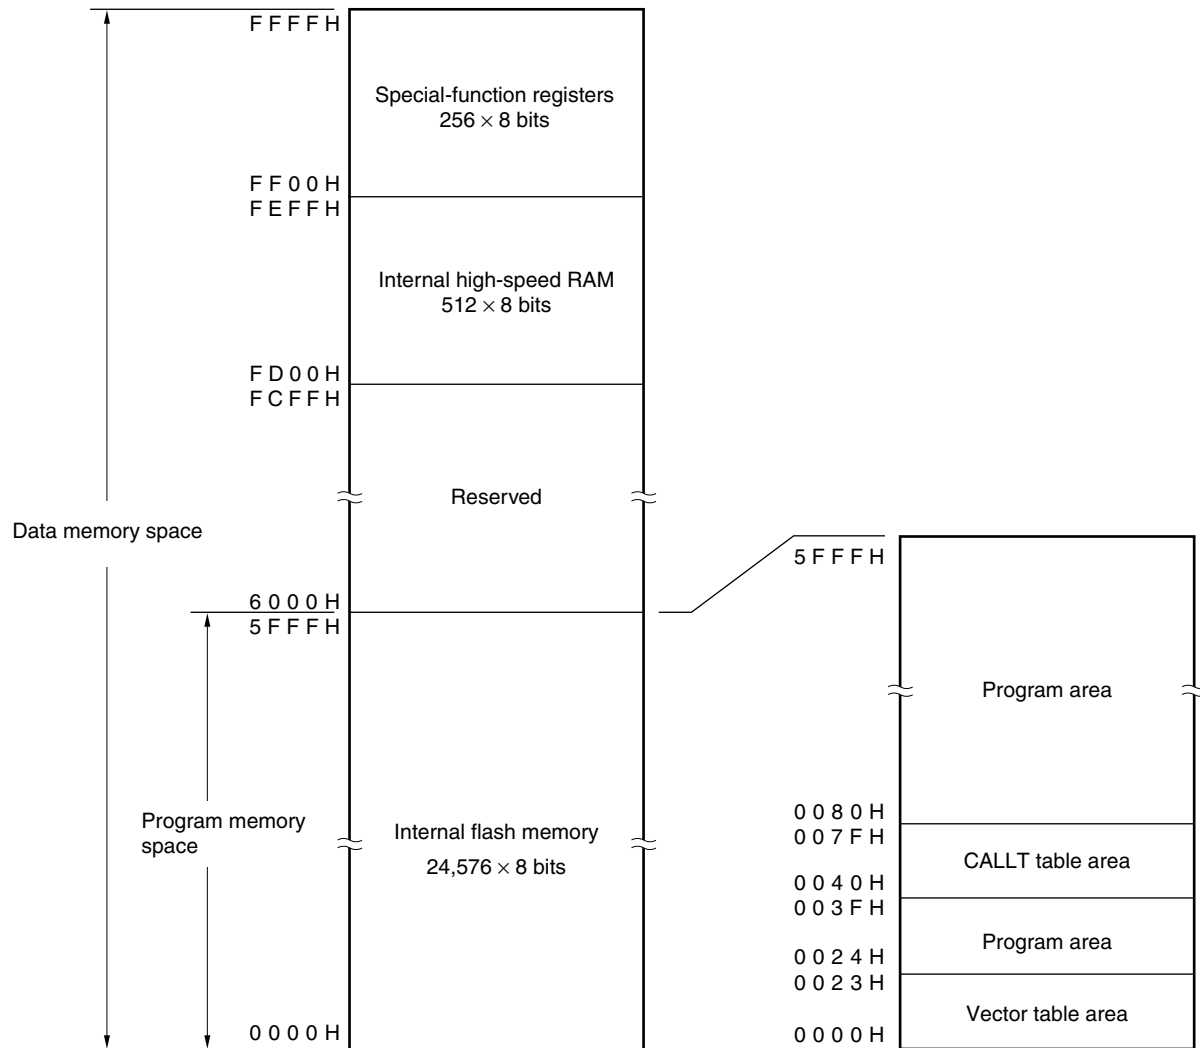 FFFFH
Special-function registers
256 × 8 bits
FF00H
FEFFH
Internal high-speed RAM
512 × 8 bits
FD00H
FCFFH
Reserved
Data memory space
6000H
5FFFH
Program memory
space
Internal flash memory
24,576 × 8 bits
0000H
5FFFH
Program area
0080H
007FH
CALLT table area
0040H
003FH
Program area
0024H
0023H
Vector table area
0000H